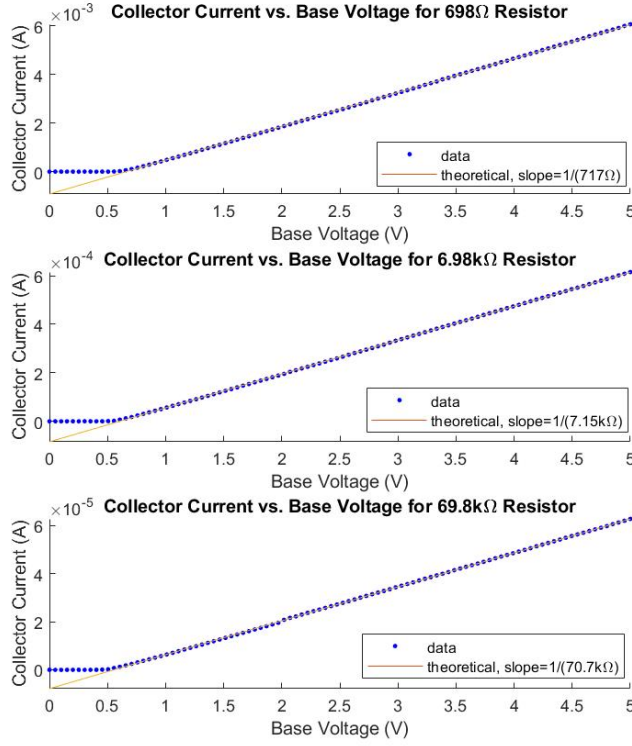 Collector Current vs. Base Voltage for 698Ω Resistor
×10⁻³
6
4
2
0
Collector Current (A)
data
theoretical, slope=1/(717Ω)
0 0.5 1 1.5 2 2.5 3 3.5 4 4.5 5
Base Voltage (V)
Collector Current vs. Base Voltage for 6.98kΩ Resistor
×10⁻⁴
6
4
2
0
Collector Current (A)
data
theoretical, slope=1/(7.15kΩ)
0 0.5 1 1.5 2 2.5 3 3.5 4 4.5 5
Base Voltage (V)
Collector Current vs. Base Voltage for 69.8kΩ Resistor
×10⁻⁵
6
4
2
0
Collector Current (A)
data
theoretical, slope=1/(70.7kΩ)
0 0.5 1 1.5 2 2.5 3 3.5 4 4.5 5
Base Voltage (V)